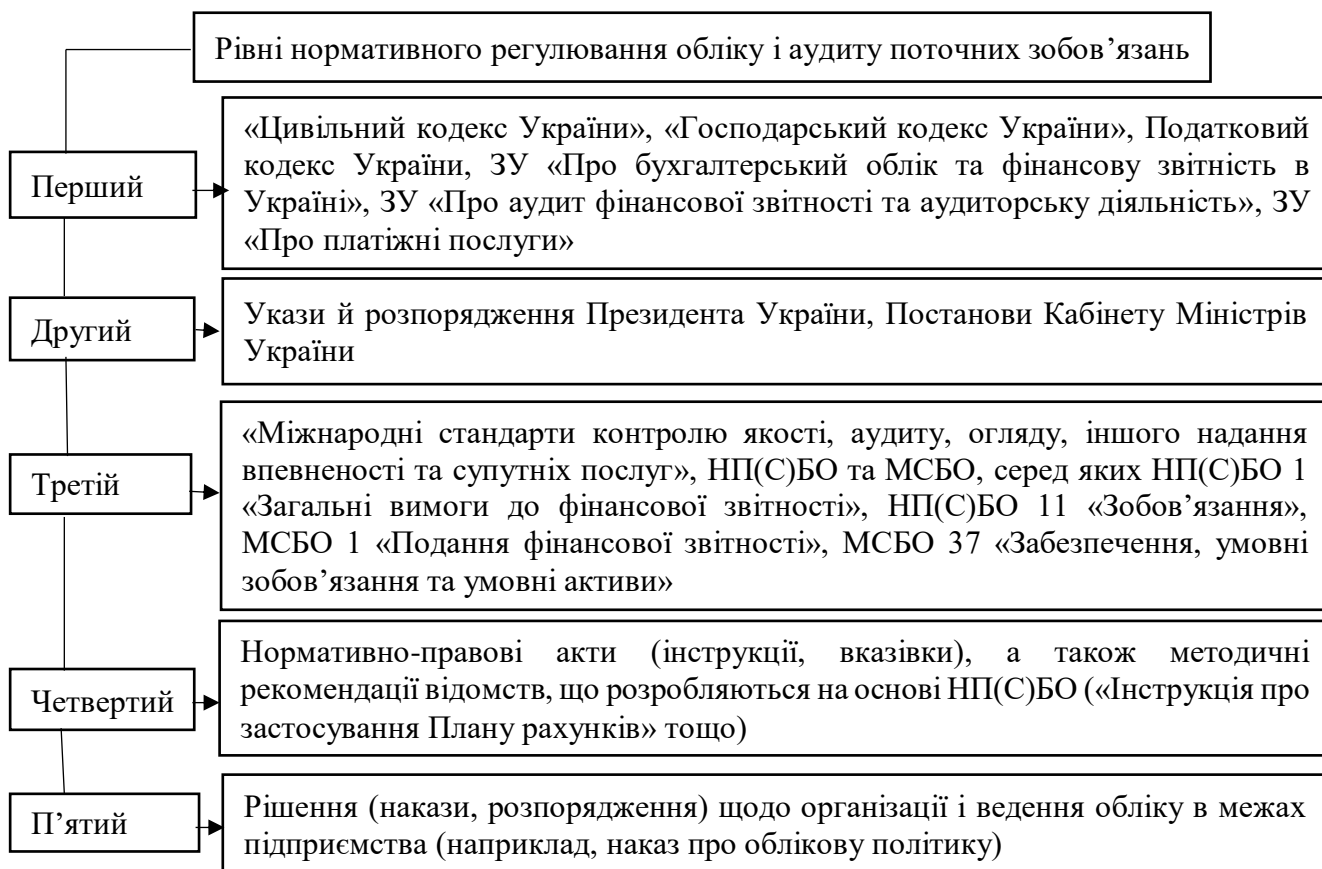 Рівні нормативного регулювання обліку і аудиту поточних зобов’язань
Перший
«Цивільний кодекс України», «Господарський кодекс України», Податковий
кодекс України, ЗУ «Про бухгалтерський облік та фінансову звітність в
Україні», ЗУ «Про аудит фінансової звітності та аудиторську діяльність», ЗУ
«Про платіжні послуги»
Другий
Укази й розпорядження Президента України, Постанови Кабінету Міністрів
України
Третій
«Міжнародні стандарти контролю якості, аудиту, огляду, іншого надання
впевненості та супутніх послуг», НП(С)БО та МСБО, серед яких НП(С)БО 1
«Загальні вимоги до фінансової звітності», НП(С)БО 11 «Зобов’язання»,
МСБО 1 «Подання фінансової звітності», МСБО 37 «Забезпечення, умовні
зобов’язання та умовні активи»
Четвертий
Нормативно-правові акти (інструкції, вказівки), а також методичні
рекомендації відомств, що розробляються на основі НП(С)БО («Інструкція про
застосування Плану рахунків» тощо)
П’ятий
Рішення (накази, розпорядження) щодо організації і ведення обліку в межах
підприємства (наприклад, наказ про облікову політику)